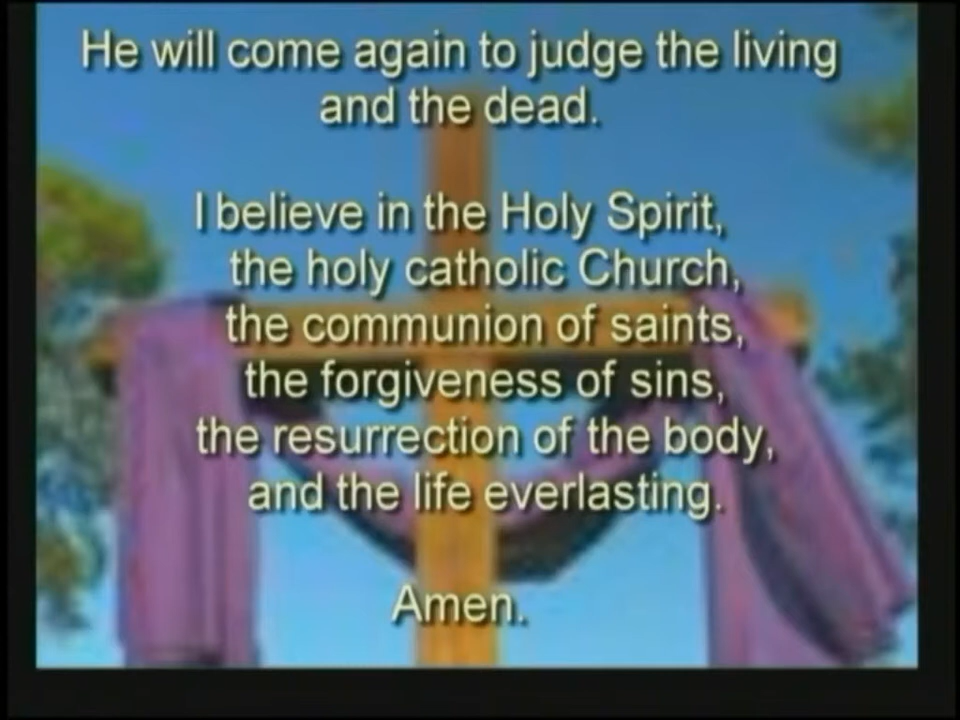 He will come again to judge the living
and the dead.
I believe in the Holy Spirit,
the holy catholic Church,
the communion of saints,
the forgiveness of sins,
the resurrection of the body,
and the life everlasting.
Amen.